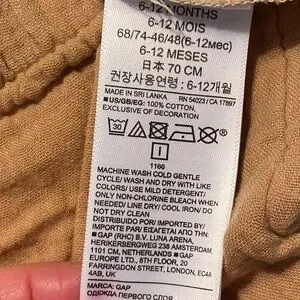 6-12 MONTHS
6-12 MOIS
68/74-46/48(6-12мес)
6-12 MESES
日本 70 CM
권장사용연령 : 6-12개월
MADE IN SRI LANKA RN 54023 / CA 17897
■ US/GB/EG: 100% COTTON.
EXCLUSIVE OF DECORATION
30
1166
MACHINE WASH COLD GENTLE
CYCLE/ WASH AND DRY WITH LIKE
COLORS/ USE MILD DETERGENT/
ONLY NON-CHLORINE BLEACH WHEN
NEEDED/ LINE DRY/ COOL IRON/ DO
NOT DRY CLEAN
DISTRIBUTED BY/IMPORTED BY/
IMPORTE PAR/ ΕΙΣΑΓΕΤΑΙ ΑΠΟ ΤΗΝ
■ GAP (RHC) B.V. LUNA ARENA,
HERIKERBERGWEG 238 AMSTERDAM,
1101 CM, NETHERLANDS ■ GAP
EUROPE LTD., 8TH FLOOR, 20
FARRINGDON STREET, LONDON, EC4A
4AB, UK
MARCA: GAP
ОДЕЖДА ПЕРВОГО